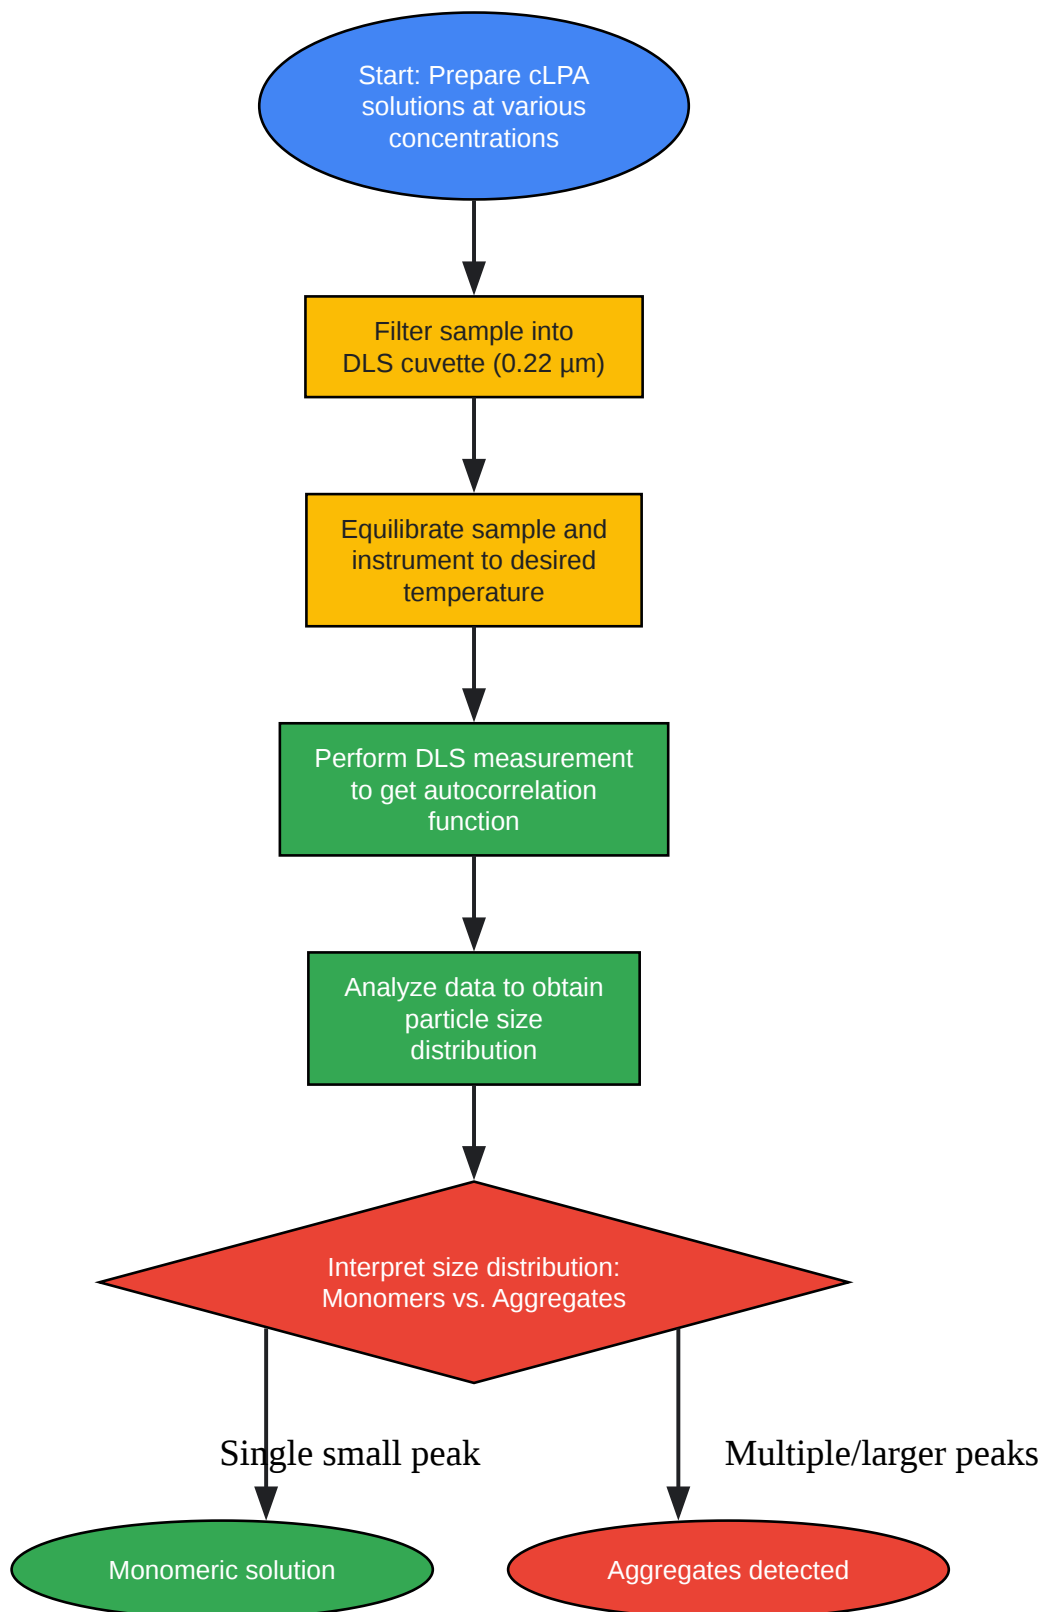 Start: Prepare cLPA
solutions at various
concentrations
Filter sample into
DLS cuvette (0.22 µm)
Equilibrate sample and
instrument to desired
temperature
Perform DLS measurement
to get autocorrelation
function
Analyze data to obtain
particle size
distribution
Interpret size distribution:
Monomers vs. Aggregates
Single small peak
Multiple/larger peaks
Monomeric solution
Aggregates detected